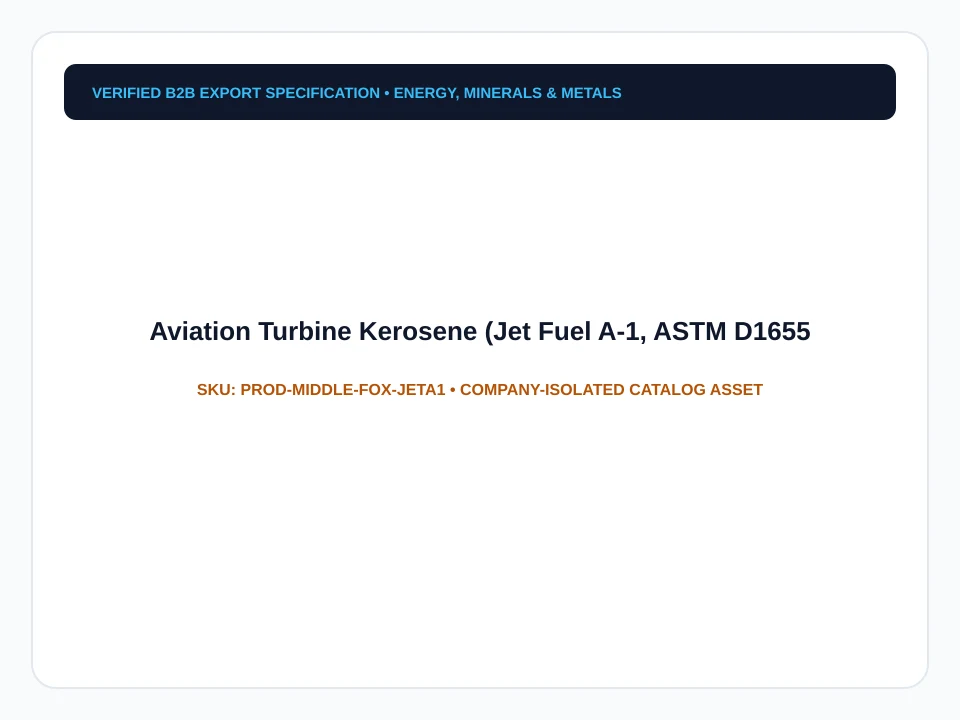 VERIFIED B2B EXPORT SPECIFICATION • ENERGY, MINERALS & METALS
Aviation Turbine Kerosene (Jet Fuel A-1, ASTM D1655
SKU: PROD-MIDDLE-FOX-JETA1 • COMPANY-ISOLATED CATALOG ASSET